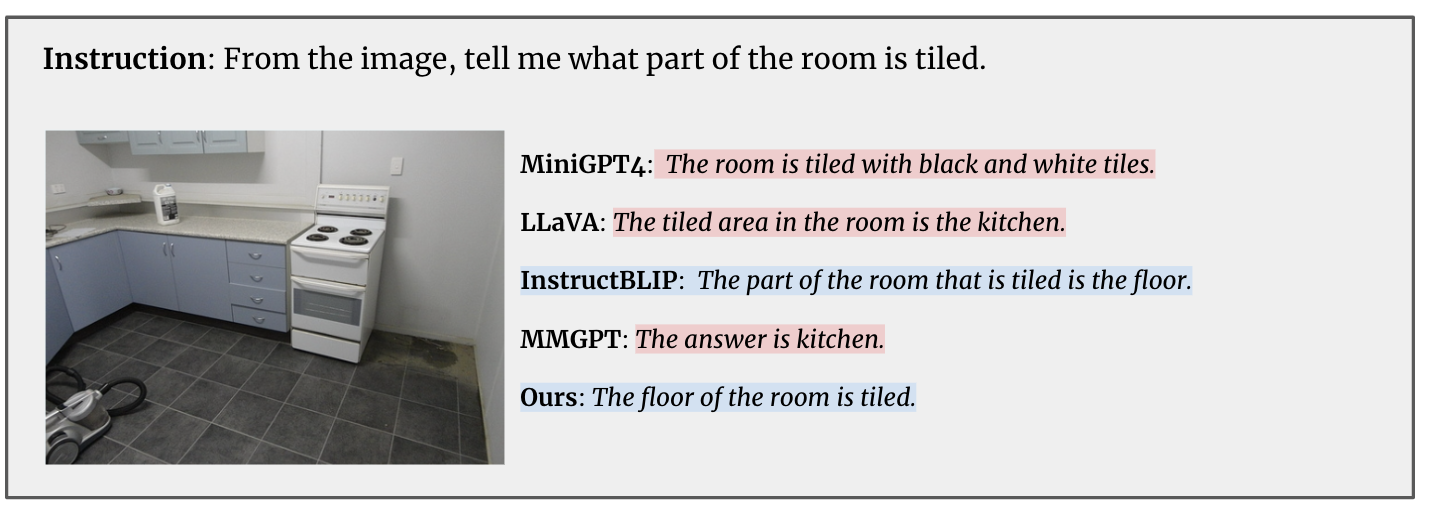 Instruction: From the image, tell me what part of the room is tiled.
MiniGPT4: The room is tiled with black and white tiles.
LLaVA: The tiled area in the room is the kitchen.
InstructBLIP: The part of the room that is tiled is the floor.
MMGPT: The answer is kitchen.
Ours: The floor of the room is tiled.